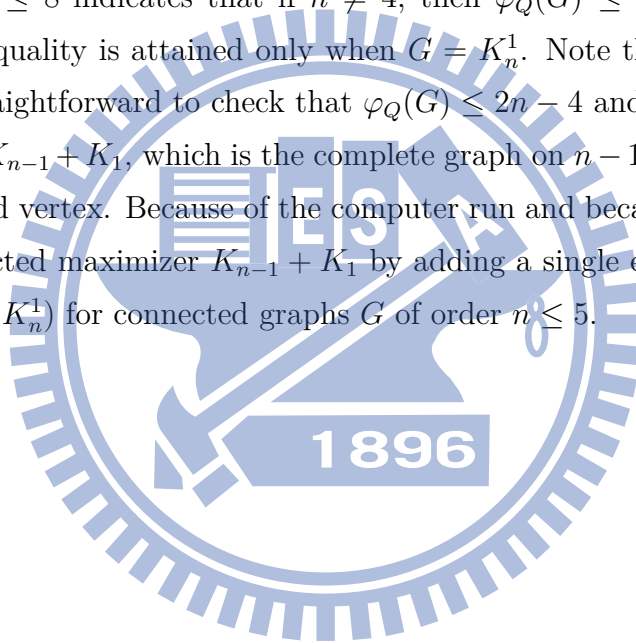 ≤ 8 indicates that if n ≠ 4, then φ_Q(G) ≤
quality is attained only when G = K_n^1. Note th
aightforward to check that φ_Q(G) ≤ 2n − 4 and
K_{n−1} + K_1, which is the complete graph on n − 1
d vertex. Because of the computer run and beca
cted maximizer K_{n−1} + K_1 by adding a single e
K_n^1) for connected graphs G of order n ≤ 5.
E S A
1896